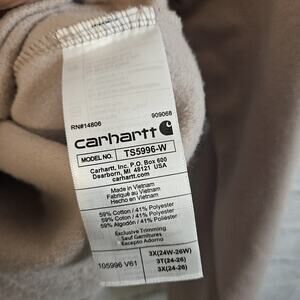 RN#14806 909068
carhartt
MODEL NO. TS5996-W
Carhartt, Inc. P.O. Box 600
Dearborn, MI 48121 USA
carhartt.com
Made in Vietnam
Fabriqué au Vietnam
Hecho en Vietnam
59% Cotton / 41% Polyester
59% Coton / 41% Polyester
59% Algodón / 41% Poliéster
Exclusive Trimming
Sauf Garnitures
Excepto Adorno
105996 V61
3X(24W-26W)
3T(24-26)
3X(24-26)